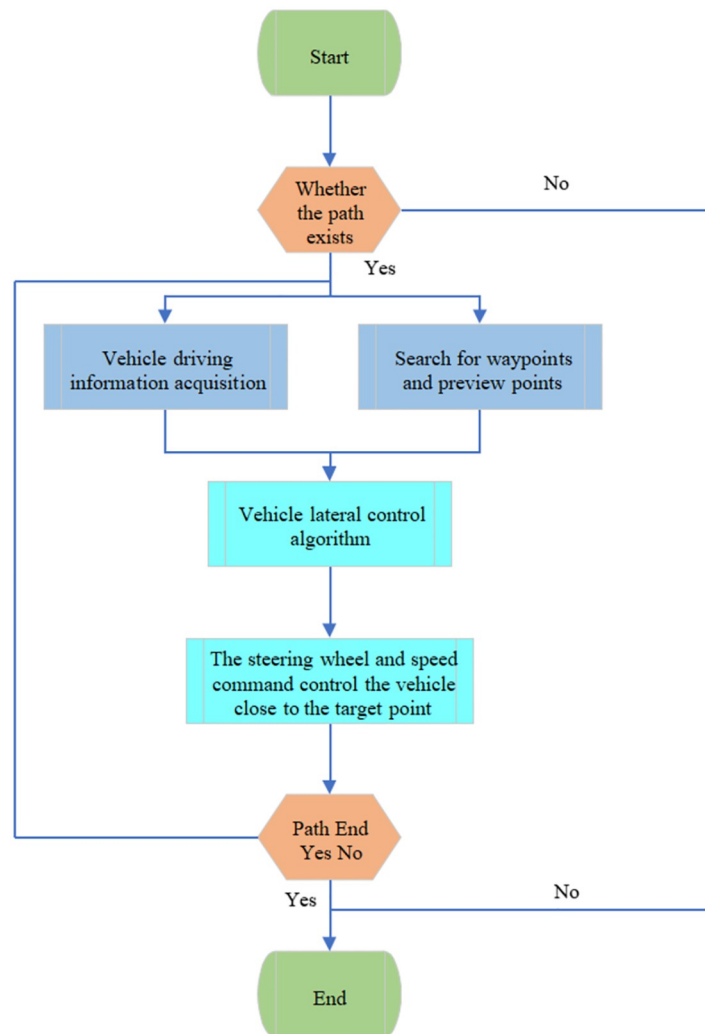 Start
Whether
the path
exists
No
Yes
Vehicle driving
information acquisition
Search for waypoints
and preview points
Vehicle lateral control
algorithm
The steering wheel and speed
command control the vehicle
close to the target point
Path End
Yes No
Yes
No
End